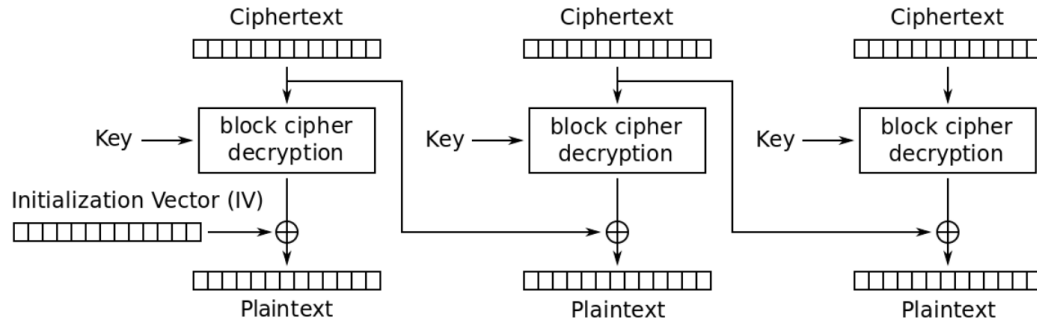 Ciphertext
Ciphertext
Ciphertext
Key
block cipher
decryption
Key
block cipher
decryption
Key
block cipher
decryption
Initialization Vector (IV)
Plaintext
Plaintext
Plaintext